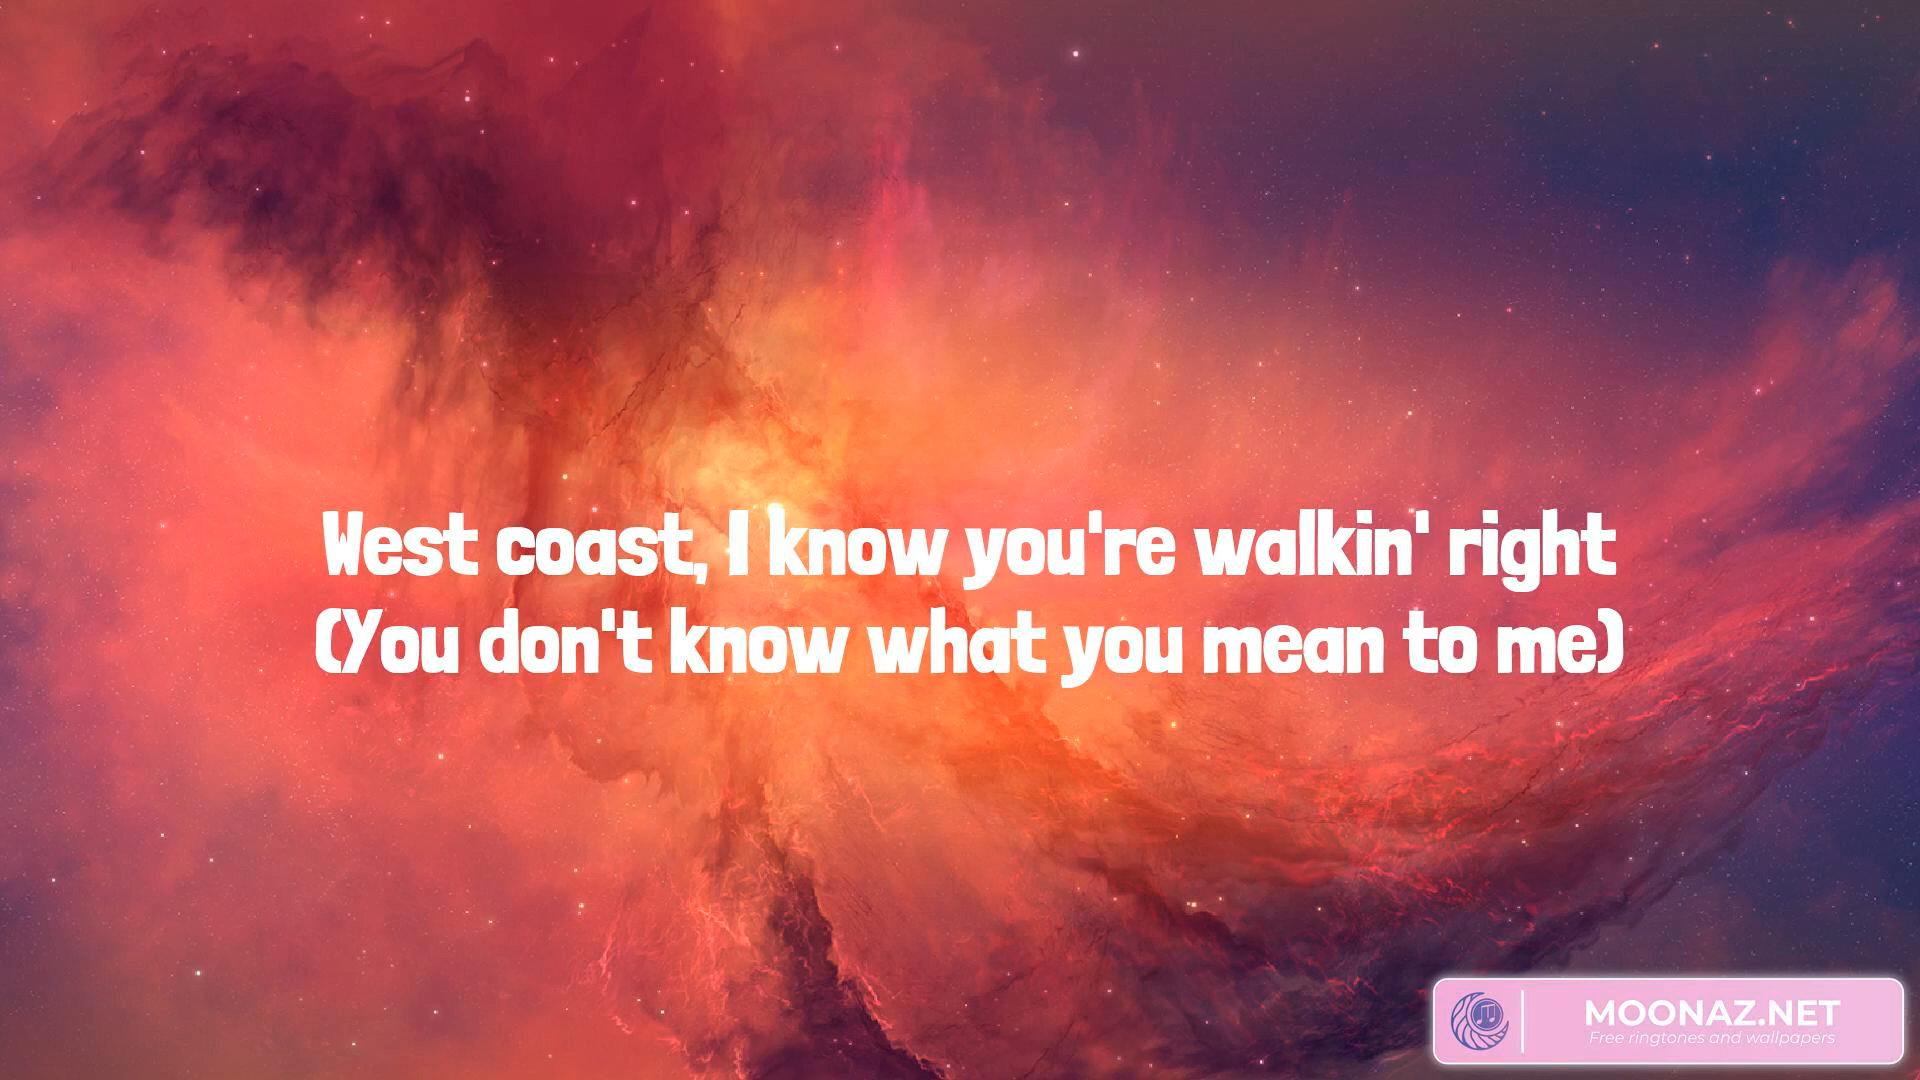 West coast, I know you're walkin' right
(You don't know what you mean to me)
MOONAZ.NET
Free ringtones and wallpapers